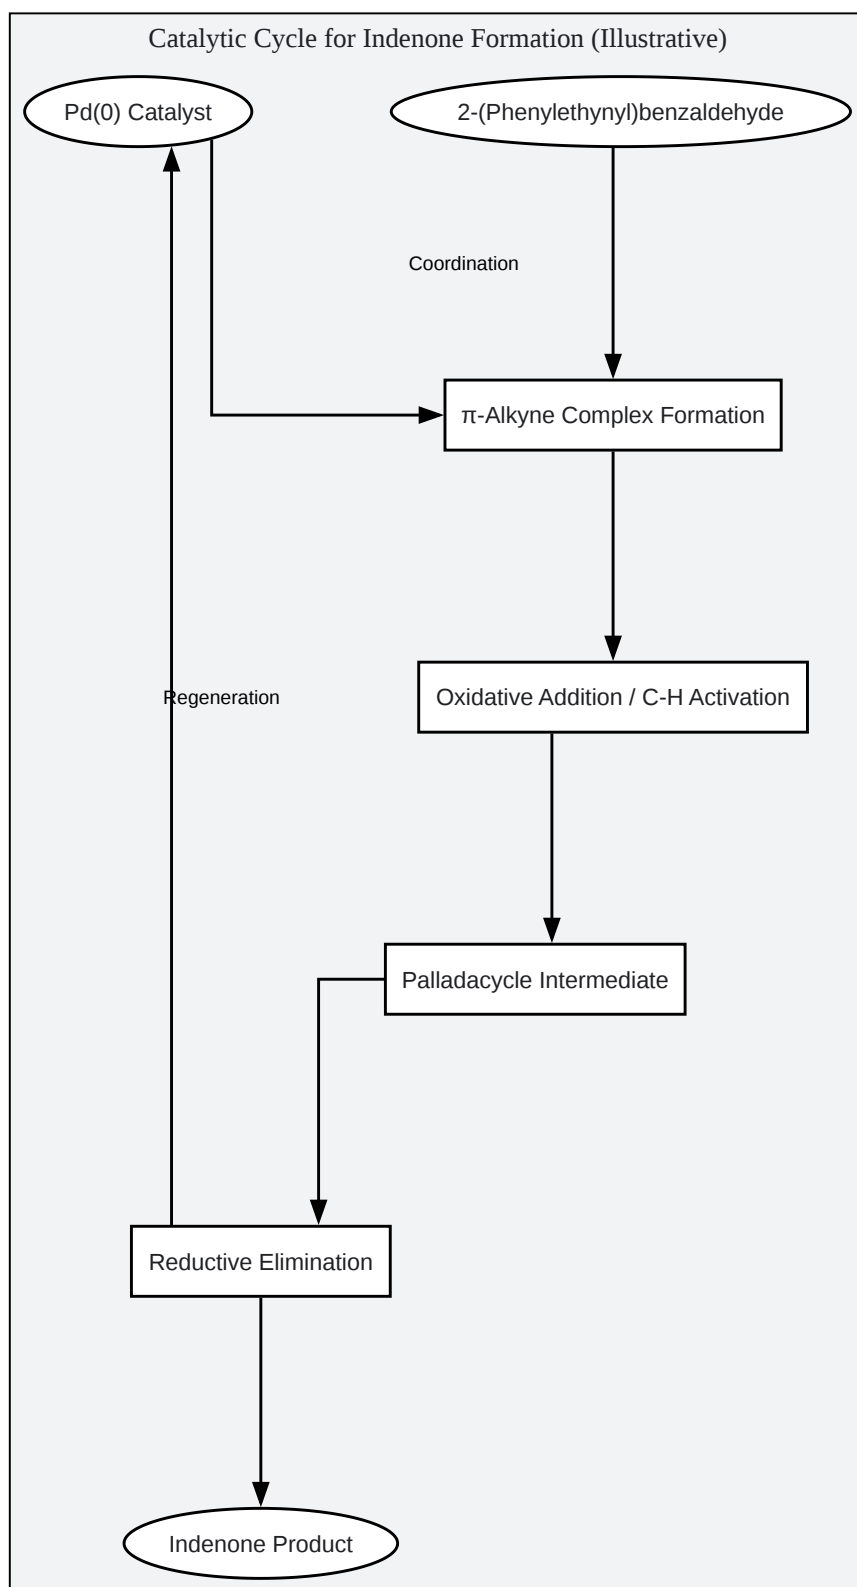 Catalytic Cycle for Indenone Formation (Illustrative)
Pd(0) Catalyst
2-(Phenylethynyl)benzaldehyde
Coordination
π-Alkyne Complex Formation
Oxidative Addition / C-H Activation
Regeneration
Palladacycle Intermediate
Reductive Elimination
Indenone Product